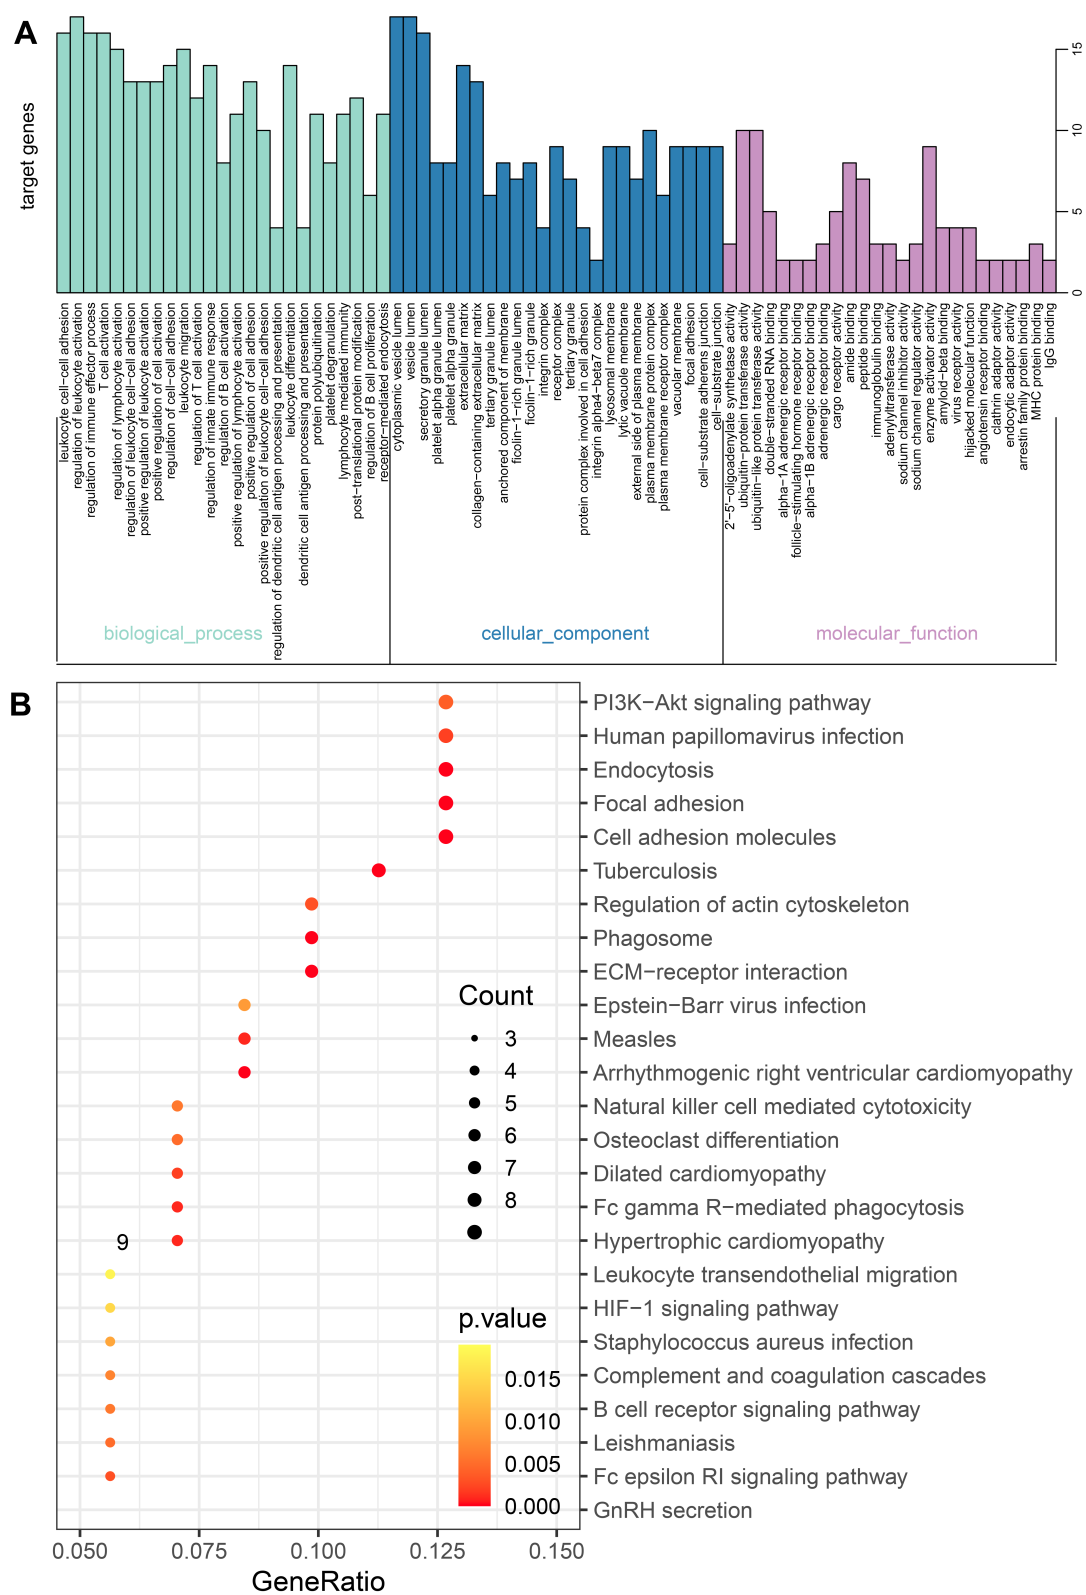 A
target genes
15
10
5
0
leukocyte cell−cell adhesion
regulation of leukocyte activation
regulation of immune effector process
T cell activation
regulation of lymphocyte activation
regulation of leukocyte cell−cell adhesion
positive regulation of leukocyte activation
positive regulation of cell activation
regulation of cell−cell adhesion
leukocyte migration
regulation of T cell activation
regulation of innate immune response
regulation of B cell activation
positive regulation of lymphocyte activation
positive regulation of cell adhesion
positive regulation of leukocyte cell−cell adhesion
regulation of dendritic cell antigen processing and presentation
leukocyte differentiation
dendritic cell antigen processing and presentation
protein polyubiquitination
platelet degranulation
lymphocyte mediated immunity
post−translational protein modification
regulation of B cell proliferation
receptor−mediated endocytosis
cytoplasmic vesicle lumen
vesicle lumen
secretory granule lumen
platelet alpha granule lumen
platelet alpha granule
extracellular matrix
collagen−containing extracellular matrix
tertiary granule lumen
anchored component of membrane
ficolin−1−rich granule lumen
ficolin−1−rich granule
integrin complex
receptor complex
tertiary granule
protein complex involved in cell adhesion
integrin alpha4−beta7 complex
lysosomal membrane
lytic vacuole membrane
external side of plasma membrane
plasma membrane protein complex
plasma membrane receptor complex
vacuolar membrane
focal adhesion
cell−substrate adherens junction
cell−substrate junction
2'−5'−oligoadenylate synthetase activity
ubiquitin−protein transferase activity
ubiquitin−like protein transferase activity
double−stranded RNA binding
alpha−1A adrenergic receptor binding
follicle−stimulating hormone receptor binding
alpha−1B adrenergic receptor binding
adrenergic receptor binding
cargo receptor activity
amide binding
peptide binding
immunoglobulin binding
adenylyltransferase activity
sodium channel inhibitor activity
sodium channel regulator activity
enzyme activator activity
amyloid−beta binding
virus receptor activity
hijacked molecular function
angiotensin receptor binding
clathrin adaptor activity
endocytic adaptor activity
arrestin family protein binding
MHC protein binding
IgG binding
biological_process
cellular_component
molecular_function
B
PI3K−Akt signaling pathway
Human papillomavirus infection
Endocytosis
Focal adhesion
Cell adhesion molecules
Tuberculosis
Regulation of actin cytoskeleton
Phagosome
ECM−receptor interaction
Epstein−Barr virus infection
Measles
Arrhythmogenic right ventricular cardiomyopathy
Natural killer cell mediated cytotoxicity
Osteoclast differentiation
Dilated cardiomyopathy
Fc gamma R−mediated phagocytosis
Hypertrophic cardiomyopathy
Leukocyte transendothelial migration
HIF−1 signaling pathway
Staphylococcus aureus infection
Complement and coagulation cascades
B cell receptor signaling pathway
Leishmaniasis
Fc epsilon RI signaling pathway
GnRH secretion
Count
3
4
5
6
7
8
9
p.value
0.015
0.010
0.005
0.000
0.050
0.075
0.100
0.125
0.150
GeneRatio